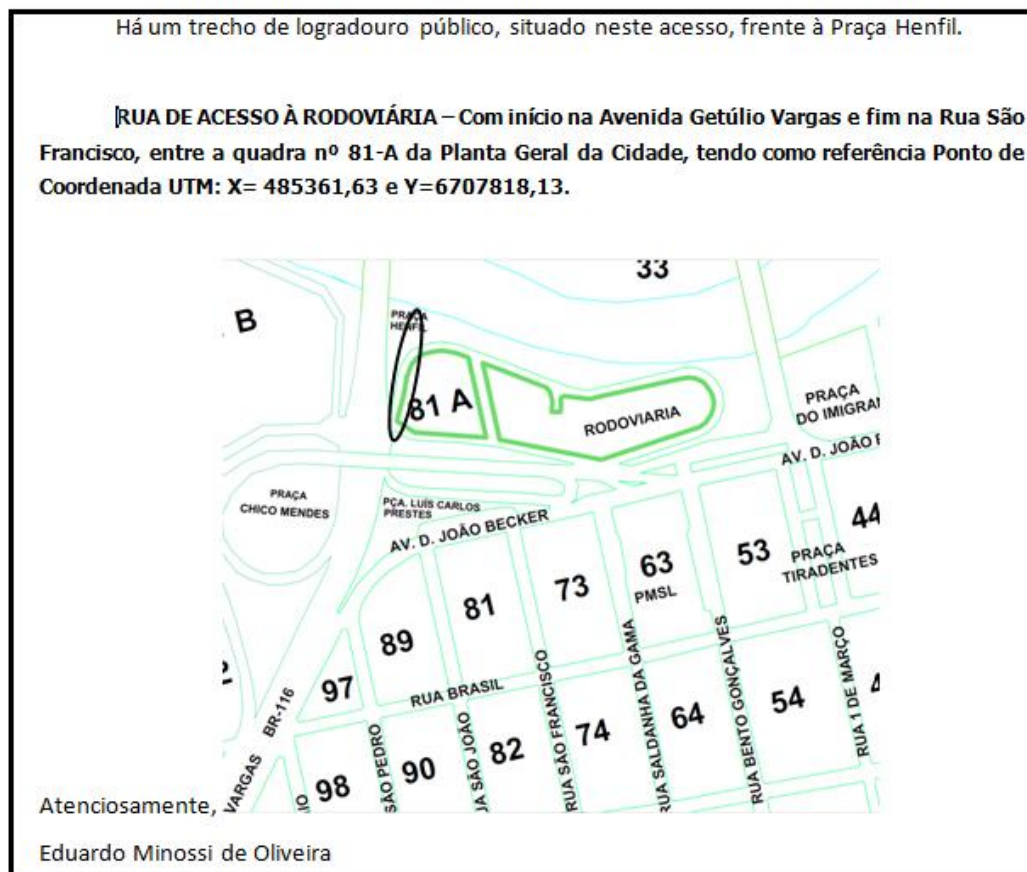 Há um trecho de logradouro público, situado neste acesso, frente à Praça Henfil.
RUA DE ACESSO À RODOVIÁRIA – Com início na Avenida Getúlio Vargas e fim na Rua São
Francisco, entre a quadra nº 81-A da Planta Geral da Cidade, tendo como referência Ponto de
Coordenada UTM: X= 485361,63 e Y=6707818,13.
33
B
PRAÇA
HENFIL
81 A
RODOVIARIA
PRAÇA
DO IMIGRAN
AV. D. JOÃO
PRAÇA
CHICO MENDES
PÇA. LUÍS CARLOS
PRESTES
AV. D. JOÃO BECKER
44
53
PRAÇA
TIRADENTES
63
PMSL
73
81
89
97
RUA BRASIL
BR-116
VARGAS
98
SÃO PEDRO
90
UA SÃO JOÃO
82
RUA SÃO FRANCISCO
74
RUA SALDANHA DA GAMA
64
RUA BENTO GONÇALVES
54
RUA 1 DE MARÇO
Atenciosamente,
Eduardo Minossi de Oliveira